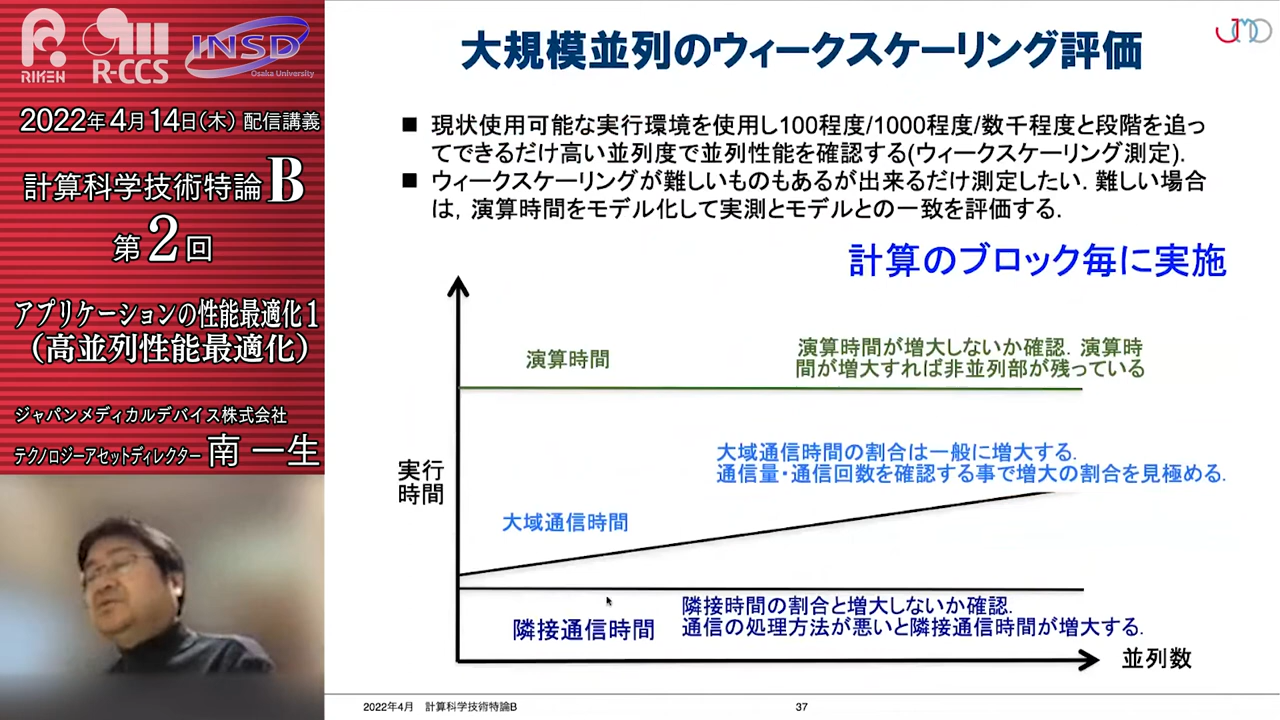 RIKEN
R-CCS
INSD
Osaka University
2022年4月14日(木) 配信講義
計算科学技術特論B
第2回
アプリケーションの性能最適化1
(高並列性能最適化)
ジャパンメディカルデバイス株式会社
テクノロジーアセットディレクター 南 一生
大規模並列のウィークスケーリング評価
■ 現状使用可能な実行環境を使用し100程度/1000程度/数千程度と段階を追っ
てできるだけ高い並列度で並列性能を確認する(ウィークスケーリング測定).
■ ウィークスケーリングが難しいものもあるが出来るだけ測定したい. 難しい場合
は, 演算時間をモデル化して実測とモデルとの一致を評価する.
計算のブロック毎に実施
演算時間
演算時間が増大しないか確認. 演算時
間が増大すれば非並列部が残っている
大域通信時間の割合は一般に増大する.
通信量・通信回数を確認する事で増大の割合を見極める.
実行
時間
大域通信時間
隣接通信時間
隣接時間の割合と増大しないか確認.
通信の処理方法が悪いと隣接通信時間が増大する.
並列数
2022年4月 計算科学技術特論B
37